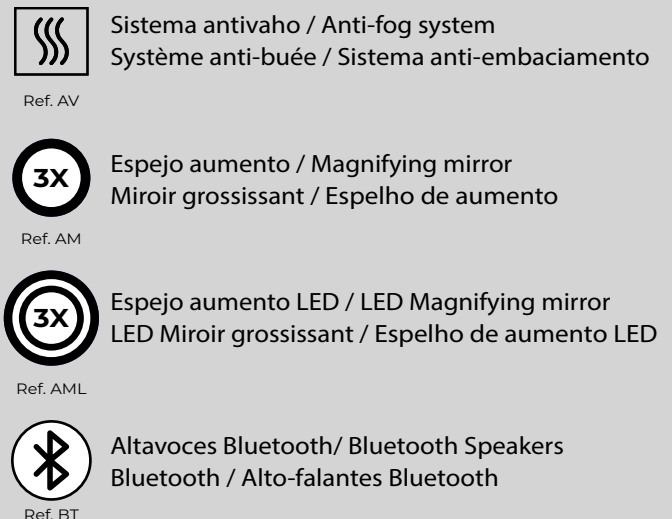 Sistema antivaho / Anti-fog system
Système anti-buée / Sistema anti-embaciamento
Ref. AV
3X
Espejo aumento / Magnifying mirror
Miroir grossissant / Espelho de aumento
Ref. AM
3X
Espejo aumento LED / LED Magnifying mirror
LED Miroir grossissant / Espelho de aumento LED
Ref. AML
Altavoces Bluetooth/ Bluetooth Speakers
Bluetooth / Alto-falantes Bluetooth
Ref. BT